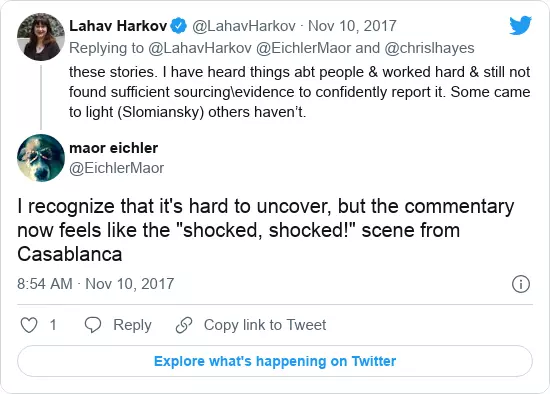 Lahav Harkov @LahavHarkov · Nov 10, 2017
Replying to @LahavHarkov @EichlerMaor and @chrislhayes
these stories. I have heard things abt people & worked hard & still not
found sufficient sourcing\evidence to confidently report it. Some came
to light (Slomiansky) others haven’t.
maor eichler
@EichlerMaor
I recognize that it's hard to uncover, but the commentary
now feels like the "shocked, shocked!" scene from
Casablanca
8:54 AM · Nov 10, 2017
1 Reply Copy link to Tweet
Explore what's happening on Twitter